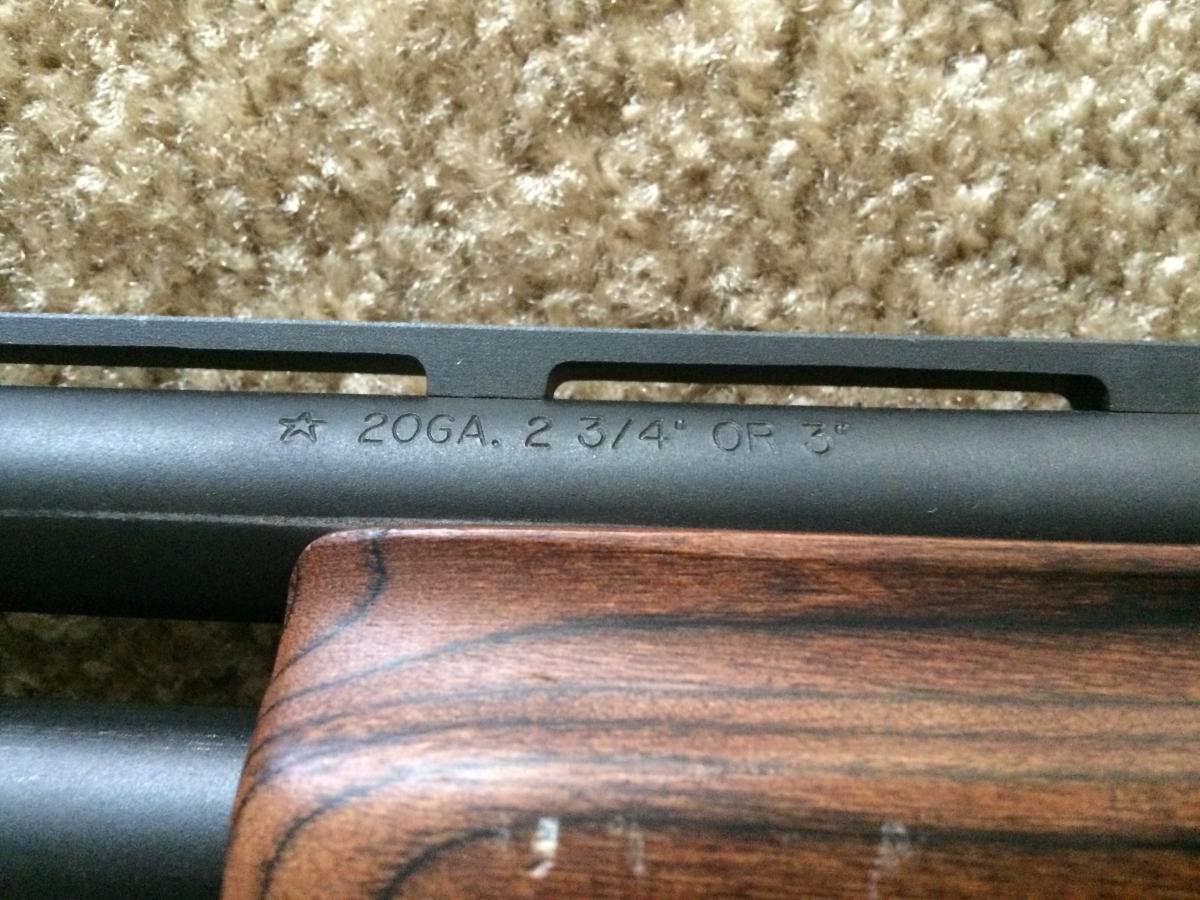 ☆ 20GA. 2 3/4" OR 3"